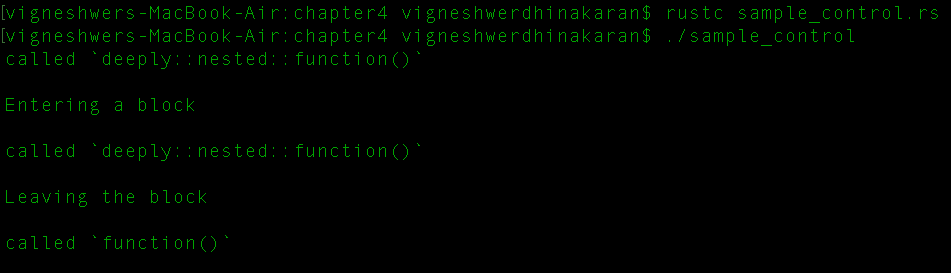 [vigneshwers-MacBook-Air:chapter4 vigneshwerdhinakaran$ rustc sample_control.rs
[vigneshwers-MacBook-Air:chapter4 vigneshwerdhinakaran$ ./sample_control
called `deeply::nested::function()`
Entering a block
called `deeply::nested::function()`
Leaving the block
called `function()`